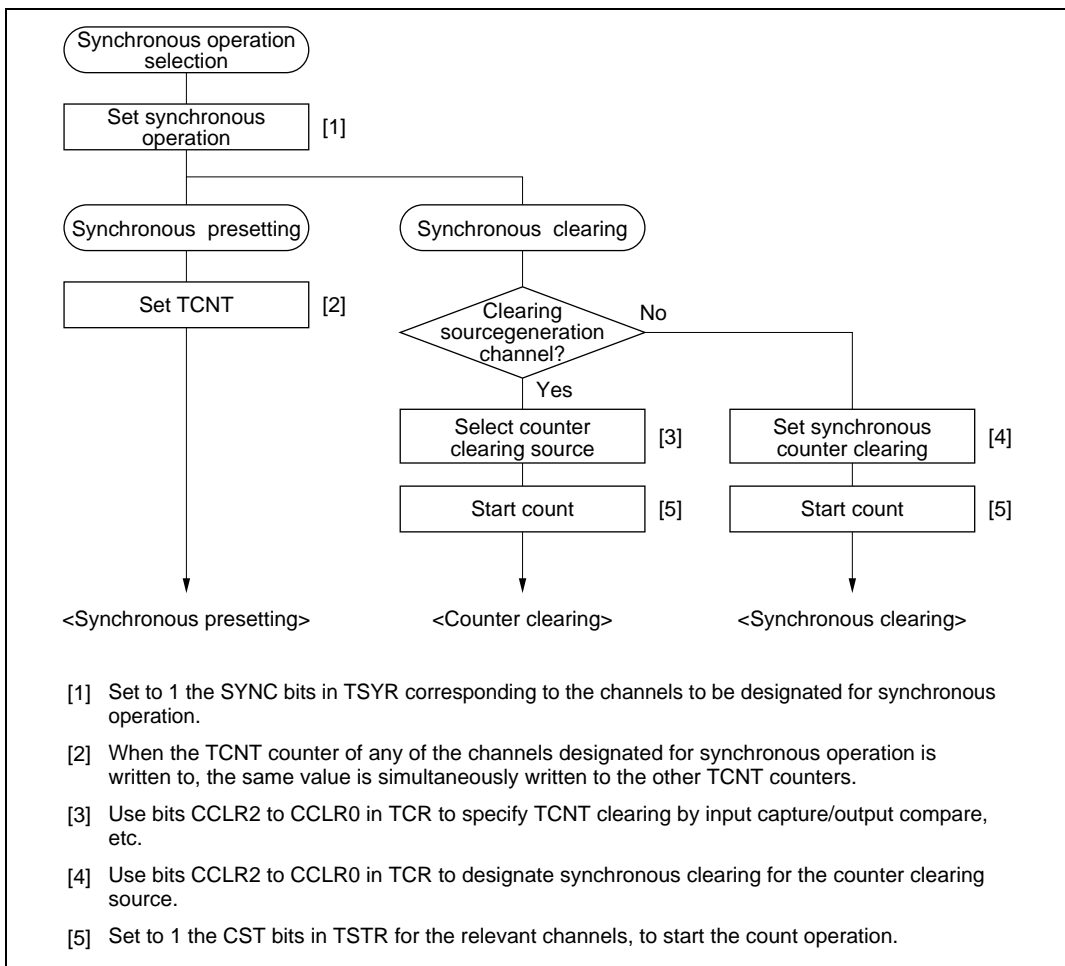 Synchronous operation
selection
Set synchronous
operation
[1]
Synchronous presetting
Synchronous clearing
Set TCNT
[2]
Clearing
sourcegeneration
channel?
No
Yes
Select counter
clearing source
[3]
Set synchronous
counter clearing
[4]
Start count
[5]
Start count
[5]
<Synchronous presetting>
<Counter clearing>
<Synchronous clearing>
[1] Set to 1 the SYNC bits in TSYR corresponding to the channels to be designated for synchronous
operation.
[2] When the TCNT counter of any of the channels designated for synchronous operation is
written to, the same value is simultaneously written to the other TCNT counters.
[3] Use bits CCLR2 to CCLR0 in TCR to specify TCNT clearing by input capture/output compare,
etc.
[4] Use bits CCLR2 to CCLR0 in TCR to designate synchronous clearing for the counter clearing
source.
[5] Set to 1 the CST bits in TSTR for the relevant channels, to start the count operation.